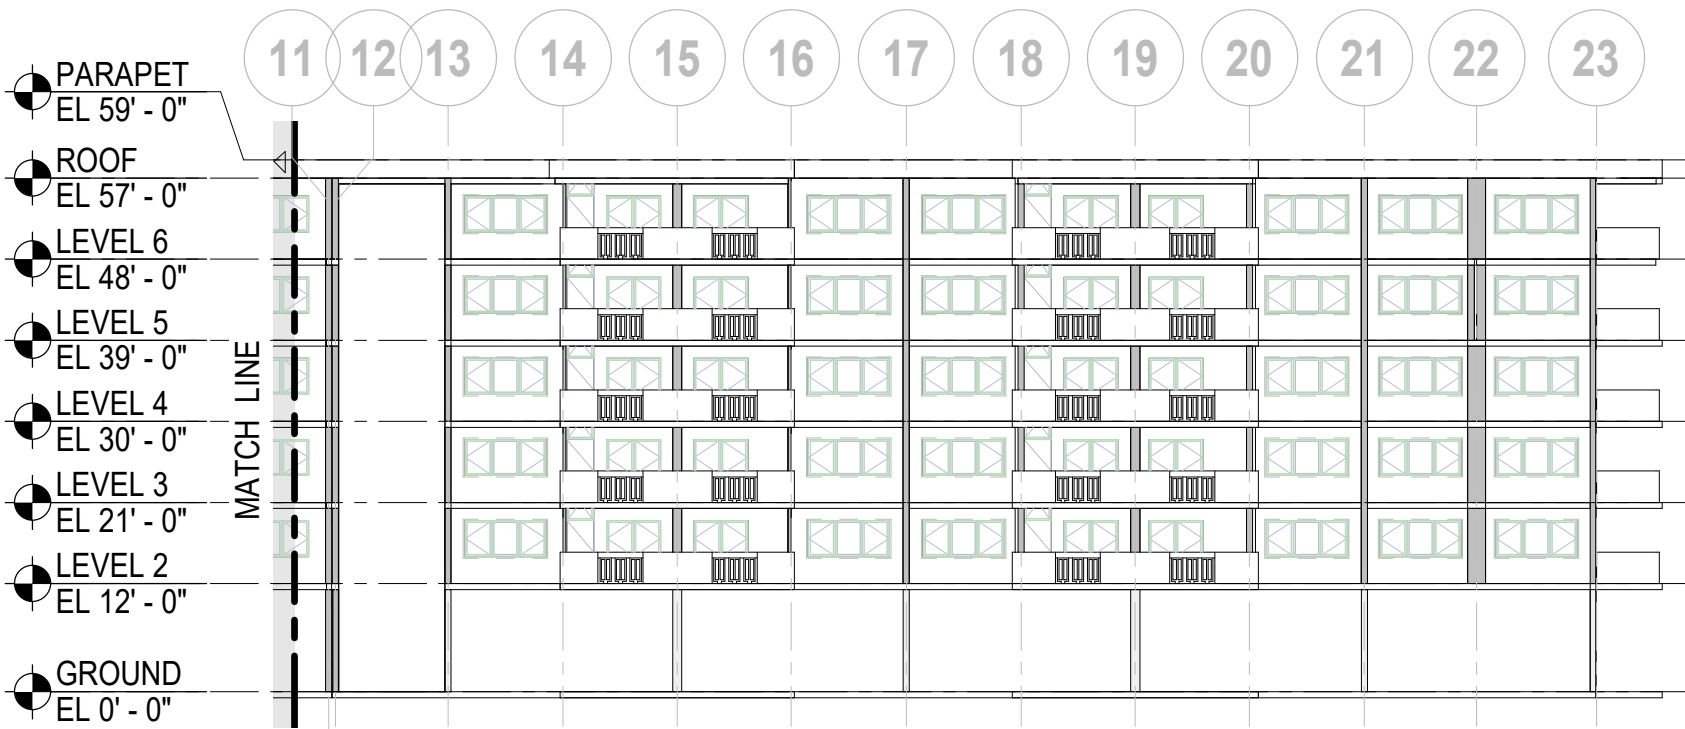 11 12 13 14 15 16 17 18 19 20 21 22 23
PARAPET
EL 59' - 0"
ROOF
EL 57' - 0"
LEVEL 6
EL 48' - 0"
LEVEL 5
EL 39' - 0"
LEVEL 4
EL 30' - 0"
LEVEL 3
EL 21' - 0"
LEVEL 2
EL 12' - 0"
GROUND
EL 0' - 0"
MATCH LINE